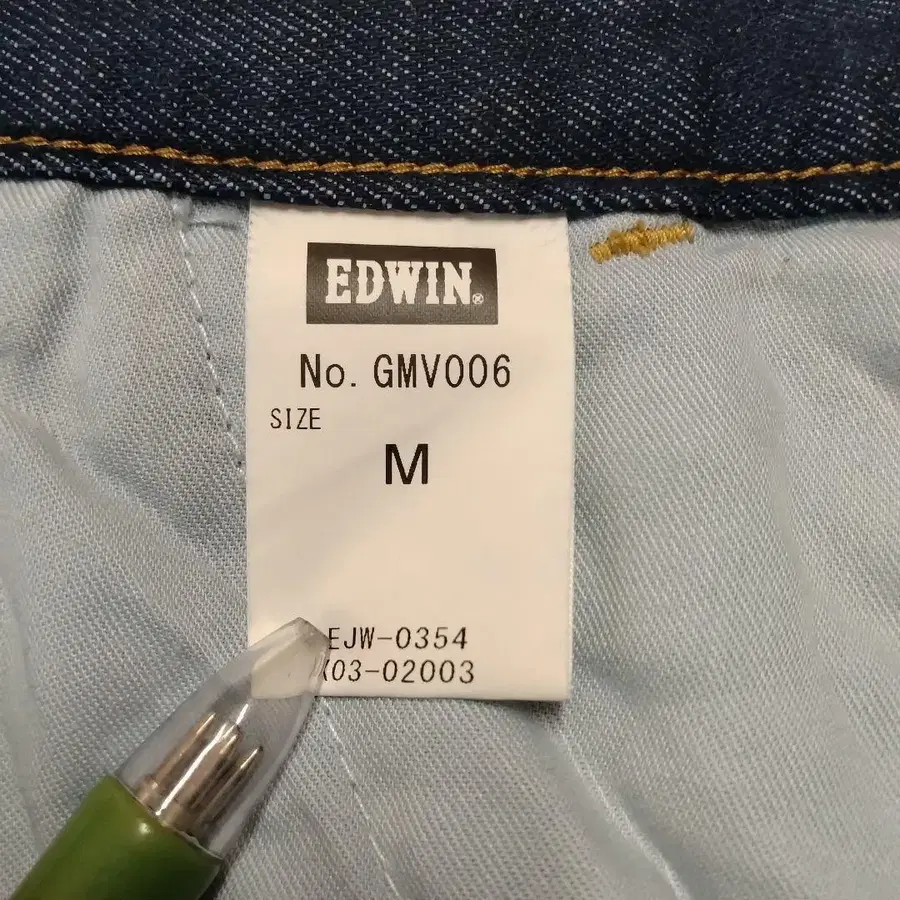 EDWIN®
No. GMV006
SIZE
M
EJW-0354
03-02003